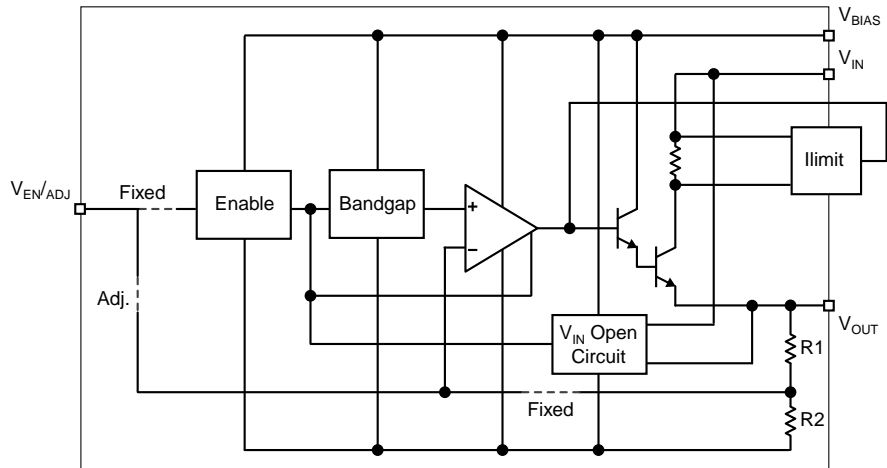 VBIAS
VIN
Ilimit
VEN/ADJ
Fixed
Enable
Bandgap
+
−
Adj.
VIN Open
Circuit
VOUT
R1
Fixed
R2